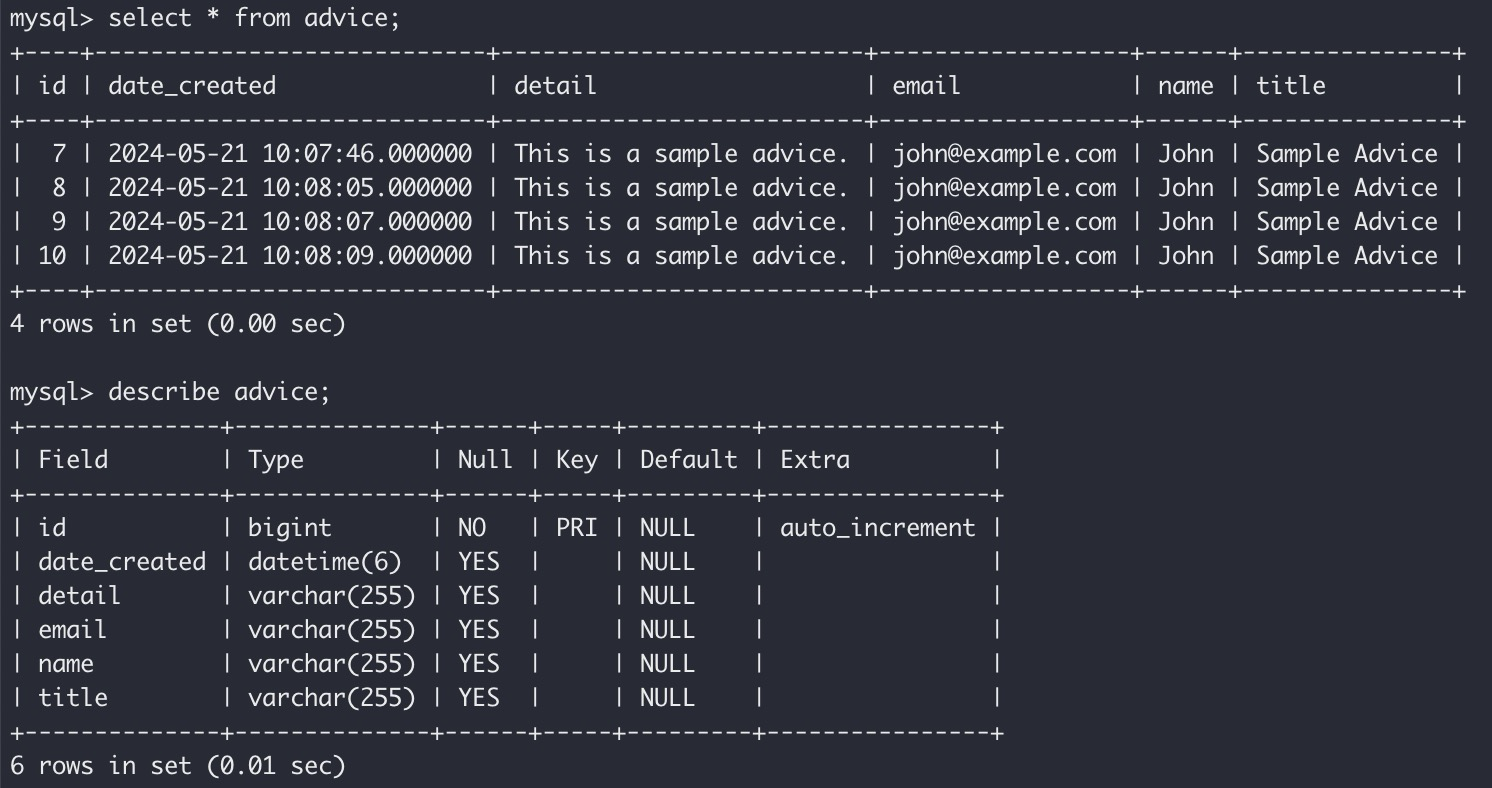 mysql> select * from advice;
+----+----------------------------+--------------------------+------------------+------+---------------+
| id | date_created               | detail                   | email            | name | title         |
+----+----------------------------+--------------------------+------------------+------+---------------+
|  7 | 2024-05-21 10:07:46.000000 | This is a sample advice. | john@example.com | John | Sample Advice |
|  8 | 2024-05-21 10:08:05.000000 | This is a sample advice. | john@example.com | John | Sample Advice |
|  9 | 2024-05-21 10:08:07.000000 | This is a sample advice. | john@example.com | John | Sample Advice |
| 10 | 2024-05-21 10:08:09.000000 | This is a sample advice. | john@example.com | John | Sample Advice |
+----+----------------------------+--------------------------+------------------+------+---------------+
4 rows in set (0.00 sec)

mysql> describe advice;
+--------------+--------------+------+-----+---------+----------------+
| Field        | Type         | Null | Key | Default | Extra          |
+--------------+--------------+------+-----+---------+----------------+
| id           | bigint       | NO   | PRI | NULL    | auto_increment |
| date_created | datetime(6)  | YES  |     | NULL    |                |
| detail       | varchar(255) | YES  |     | NULL    |                |
| email        | varchar(255) | YES  |     | NULL    |                |
| name         | varchar(255) | YES  |     | NULL    |                |
| title        | varchar(255) | YES  |     | NULL    |                |
+--------------+--------------+------+-----+---------+----------------+
6 rows in set (0.01 sec)